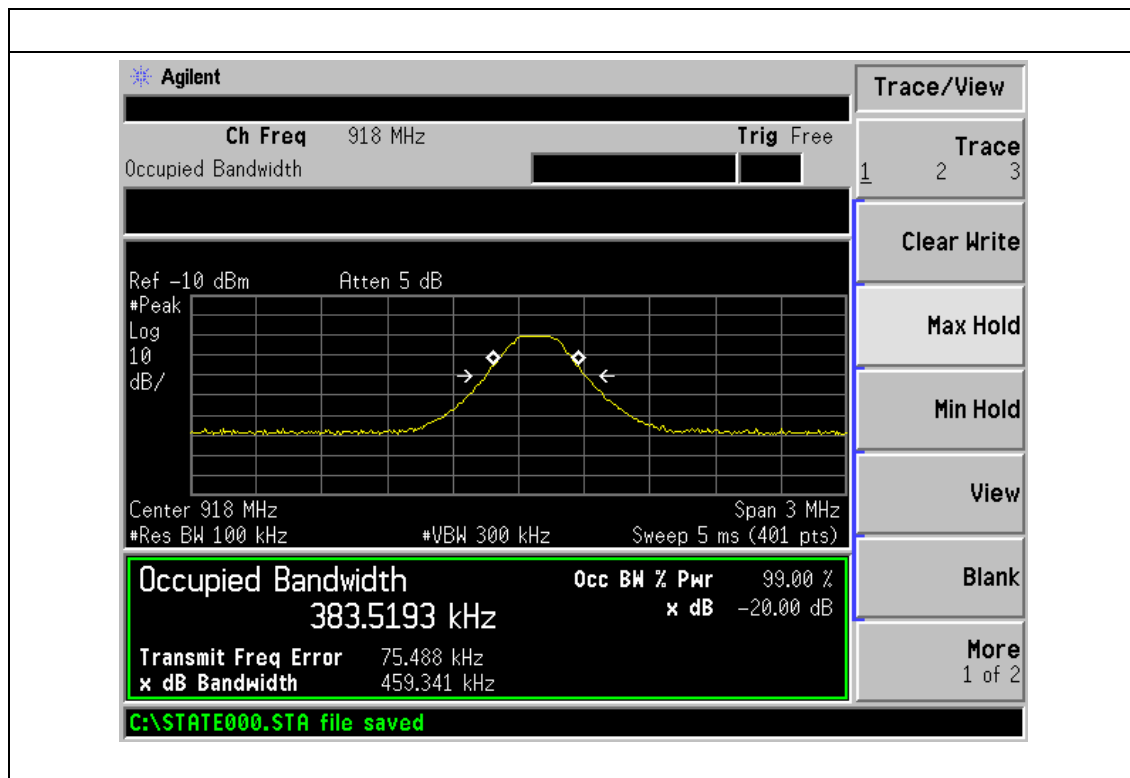 Agilent
Ch Freq 918 MHz Trig Free
Occupied Bandwidth
Ref -10 dBm Atten 5 dB
#Peak
Log
10
dB/
Center 918 MHz Span 3 MHz
#Res BW 100 kHz #VBW 300 kHz Sweep 5 ms (401 pts)
Occupied Bandwidth Occ BW % Pwr 99.00 %
383.5193 kHz x dB -20.00 dB
Transmit Freq Error 75.488 kHz
x dB Bandwidth 459.341 kHz
C:\STATE000.STA file saved
Trace/View
Trace
1 2 3
Clear Write
Max Hold
Min Hold
View
Blank
More
1 of 2